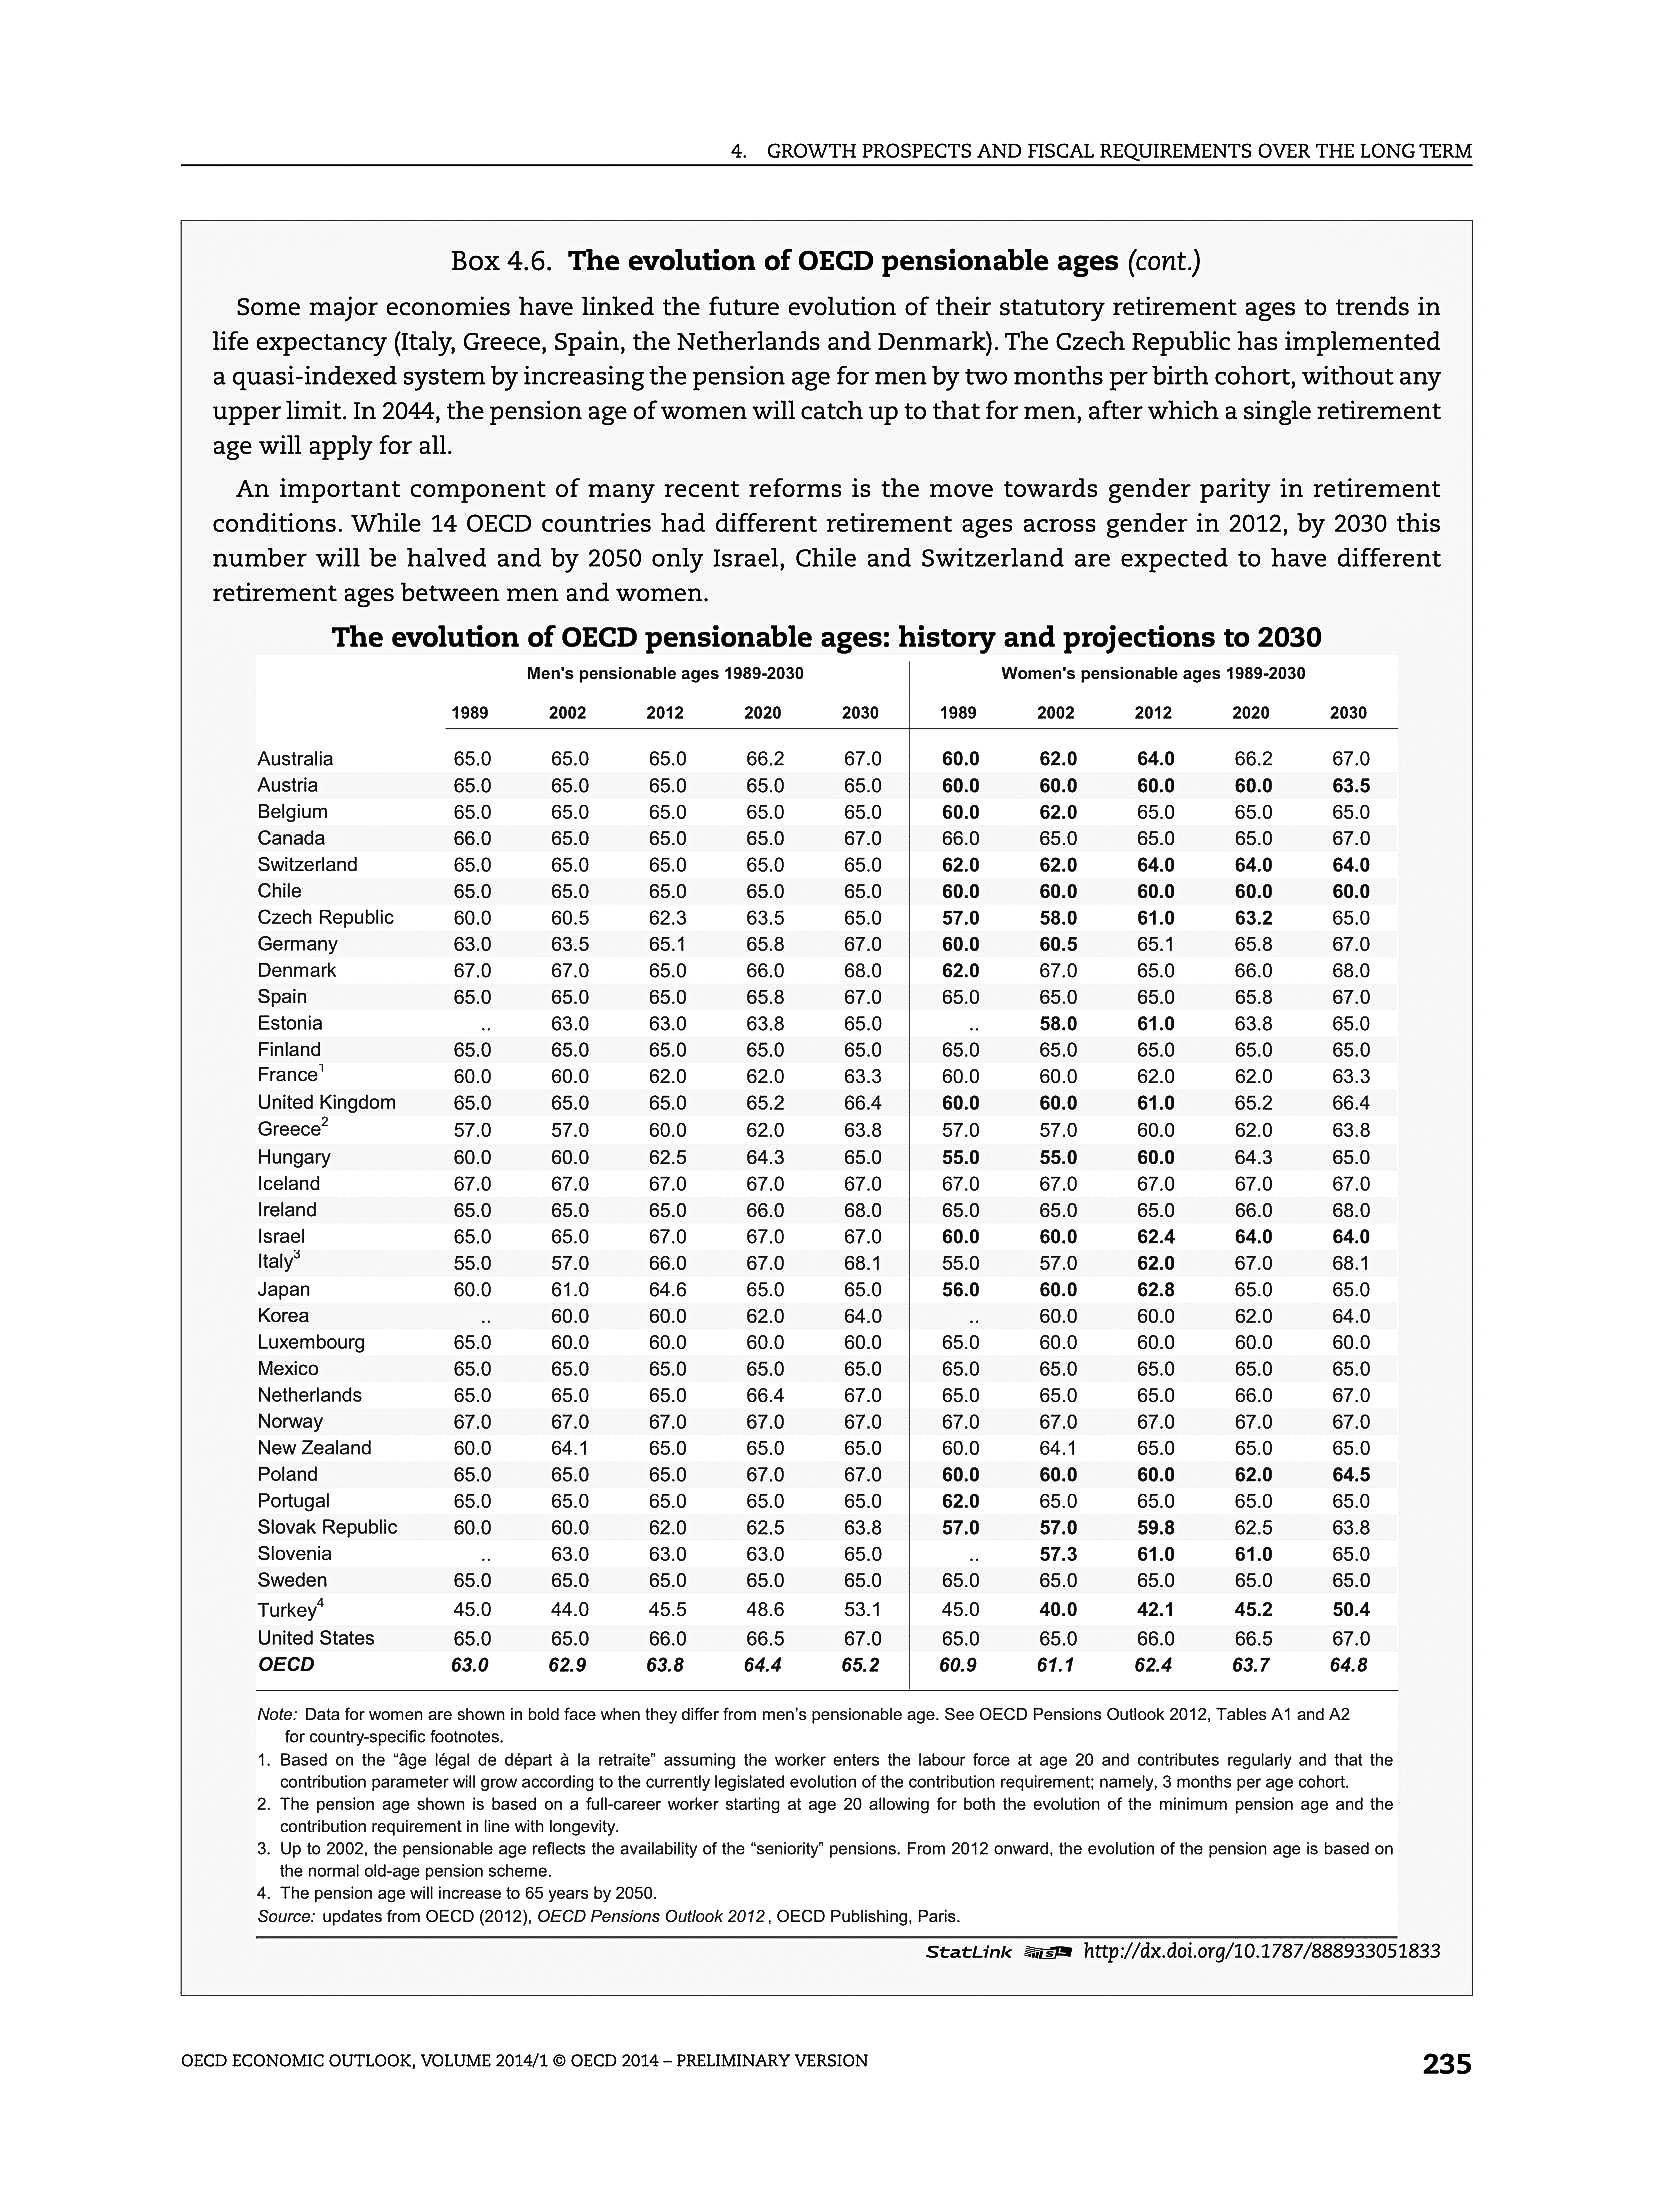 4. GROWTH PROSPECTS AND FISCAL REQUIREMENTS OVER THE LONG TERM
Box 4.6. The evolution of OECD pensionable ages (cont.)
Some major economies have linked the future evolution of their statutory retirement ages to trends in
life expectancy (Italy, Greece, Spain, the Netherlands and Denmark). The Czech Republic has implemented
a quasi-indexed system by increasing the pension age for men by two months per birth cohort, without any
upper limit. In 2044, the pension age of women will catch up to that for men, after which a single retirement
age will apply for all.
An important component of many recent reforms is the move towards gender parity in retirement
conditions. While 14 OECD countries had different retirement ages across gender in 2012, by 2030 this
number will be halved and by 2050 only Israel, Chile and Switzerland are expected to have different
retirement ages between men and women.
The evolution of OECD pensionable ages: history and projections to 2030
Men's pensionable ages 1989-2030 Women's pensionable ages 1989-2030
1989 2002 2012 2020 2030 1989 2002 2012 2020 2030
Australia 65.0 65.0 65.0 66.2 67.0 60.0 62.0 64.0 66.2 67.0
Austria 65.0 65.0 65.0 65.0 65.0 60.0 60.0 60.0 60.0 63.5
Belgium 65.0 65.0 65.0 65.0 65.0 60.0 62.0 65.0 65.0 65.0
Canada 66.0 65.0 65.0 65.0 67.0 66.0 65.0 65.0 65.0 67.0
Switzerland 65.0 65.0 65.0 65.0 65.0 62.0 62.0 64.0 64.0 64.0
Chile 65.0 65.0 65.0 65.0 65.0 60.0 60.0 60.0 60.0 60.0
Czech Republic 60.0 60.5 62.3 63.5 65.0 57.0 58.0 61.0 63.2 65.0
Germany 63.0 63.5 65.1 65.8 67.0 60.0 60.5 65.1 65.8 67.0
Denmark 67.0 67.0 65.0 66.0 68.0 62.0 67.0 65.0 66.0 68.0
Spain 65.0 65.0 65.0 65.8 67.0 65.0 65.0 65.0 65.8 67.0
Estonia .. 63.0 63.0 63.8 65.0 .. 58.0 61.0 63.8 65.0
Finland 65.0 65.0 65.0 65.0 65.0 65.0 65.0 65.0 65.0 65.0
France¹ 60.0 60.0 62.0 62.0 63.3 60.0 60.0 62.0 62.0 63.3
United Kingdom 65.0 65.0 65.0 65.2 66.4 60.0 60.0 61.0 65.2 66.4
Greece² 57.0 57.0 60.0 62.0 63.8 57.0 57.0 60.0 62.0 63.8
Hungary 60.0 60.0 62.5 64.3 65.0 55.0 55.0 60.0 64.3 65.0
Iceland 67.0 67.0 67.0 67.0 67.0 67.0 67.0 67.0 67.0 67.0
Ireland 65.0 65.0 65.0 66.0 68.0 65.0 65.0 65.0 66.0 68.0
Israel 65.0 65.0 67.0 67.0 67.0 60.0 60.0 62.4 64.0 64.0
Italy³ 55.0 57.0 66.0 67.0 68.1 55.0 57.0 62.0 67.0 68.1
Japan 60.0 61.0 64.6 65.0 65.0 56.0 60.0 62.8 65.0 65.0
Korea .. 60.0 60.0 62.0 64.0 .. 60.0 60.0 62.0 64.0
Luxembourg 65.0 60.0 60.0 60.0 60.0 65.0 60.0 60.0 60.0 60.0
Mexico 65.0 65.0 65.0 65.0 65.0 65.0 65.0 65.0 65.0 65.0
Netherlands 65.0 65.0 65.0 66.4 67.0 65.0 65.0 65.0 66.0 67.0
Norway 67.0 67.0 67.0 67.0 67.0 67.0 67.0 67.0 67.0 67.0
New Zealand 60.0 64.1 65.0 65.0 65.0 60.0 64.1 65.0 65.0 65.0
Poland 65.0 65.0 65.0 67.0 67.0 60.0 60.0 60.0 62.0 64.5
Portugal 65.0 65.0 65.0 65.0 65.0 62.0 65.0 65.0 65.0 65.0
Slovak Republic 60.0 60.0 62.0 62.5 63.8 57.0 57.0 59.8 62.5 63.8
Slovenia .. 63.0 63.0 63.0 65.0 .. 57.3 61.0 61.0 65.0
Sweden 65.0 65.0 65.0 65.0 65.0 65.0 65.0 65.0 65.0 65.0
Turkey⁴ 45.0 44.0 45.5 48.6 53.1 45.0 40.0 42.1 45.2 50.4
United States 65.0 65.0 66.0 66.5 67.0 65.0 65.0 66.0 66.5 67.0
OECD 63.0 62.9 63.8 64.4 65.2 60.9 61.1 62.4 63.7 64.8
Note: Data for women are shown in bold face when they differ from men's pensionable age. See OECD Pensions Outlook 2012, Tables A1 and A2
for country-specific footnotes.
1. Based on the "âge légal de départ à la retraite" assuming the worker enters the labour force at age 20 and contributes regularly and that the
contribution parameter will grow according to the currently legislated evolution of the contribution requirement; namely, 3 months per age cohort.
2. The pension age shown is based on a full-career worker starting at age 20 allowing for both the evolution of the minimum pension age and the
contribution requirement in line with longevity.
3. Up to 2002, the pensionable age reflects the availability of the "seniority" pensions. From 2012 onward, the evolution of the pension age is based on
the normal old-age pension scheme.
4. The pension age will increase to 65 years by 2050.
Source: updates from OECD (2012), OECD Pensions Outlook 2012, OECD Publishing, Paris.
StatLink http://dx.doi.org/10.1787/888933051833
OECD ECONOMIC OUTLOOK, VOLUME 2014/1 © OECD 2014 – PRELIMINARY VERSION
235